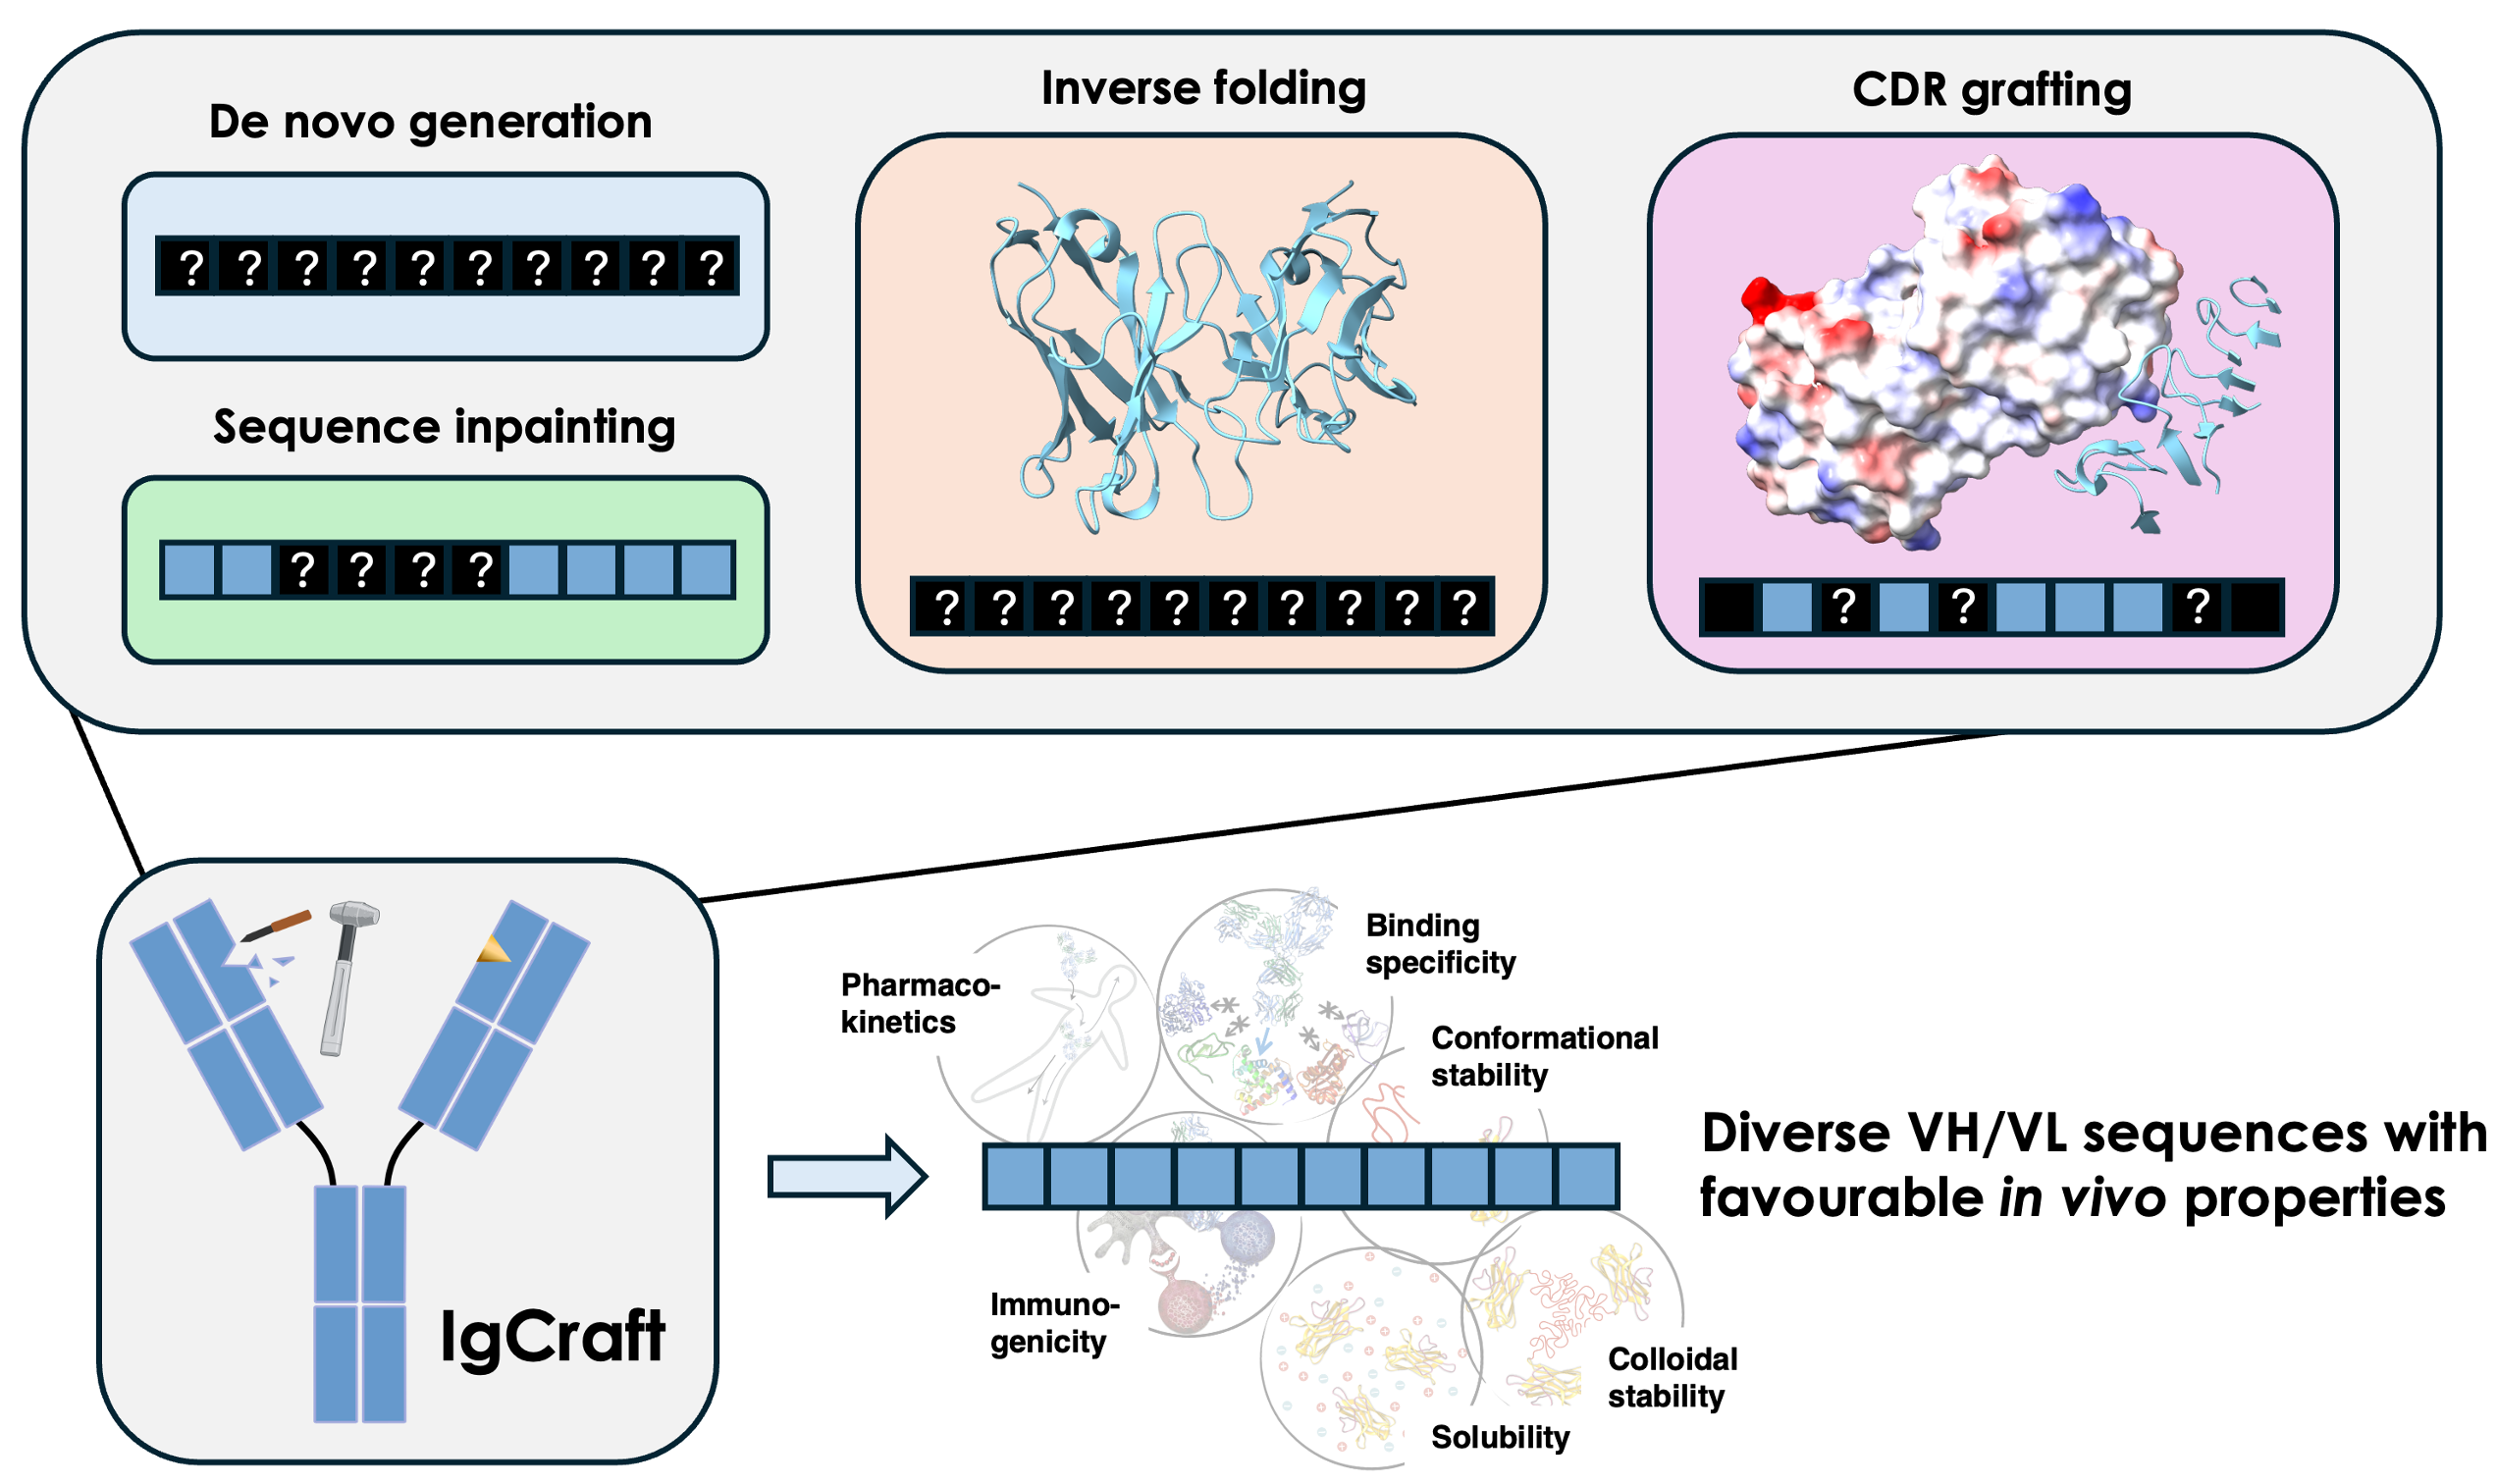 De novo generation
? ? ? ? ? ? ? ? ? ?
Sequence inpainting
? ? ? ?
Inverse folding
? ? ? ? ? ? ? ? ? ?
CDR grafting
? ? ?
IgCraft
Pharmaco-
kinetics
Binding
specificity
Conformational
stability
Immuno-
genicity
Colloidal
stability
Solubility
Diverse VH/VL sequences with
favourable in vivo properties